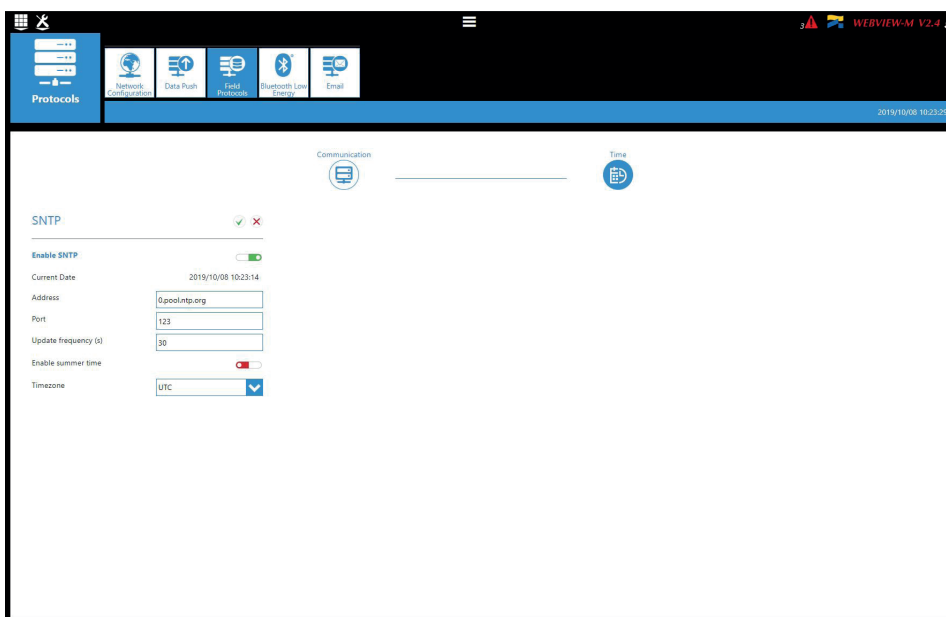 3
WEBVIEW-M V2.4
Protocols
Network
Configuration
Data Push
Field
Protocols
Bluetooth Low
Energy
Email
2019/10/08 10:23:29
Communication
Time
SNTP
Enable SNTP
Current Date
2019/10/08 10:23:14
Address
0.pool.ntp.org
Port
123
Update frequency (s)
30
Enable summer time
Timezone
UTC